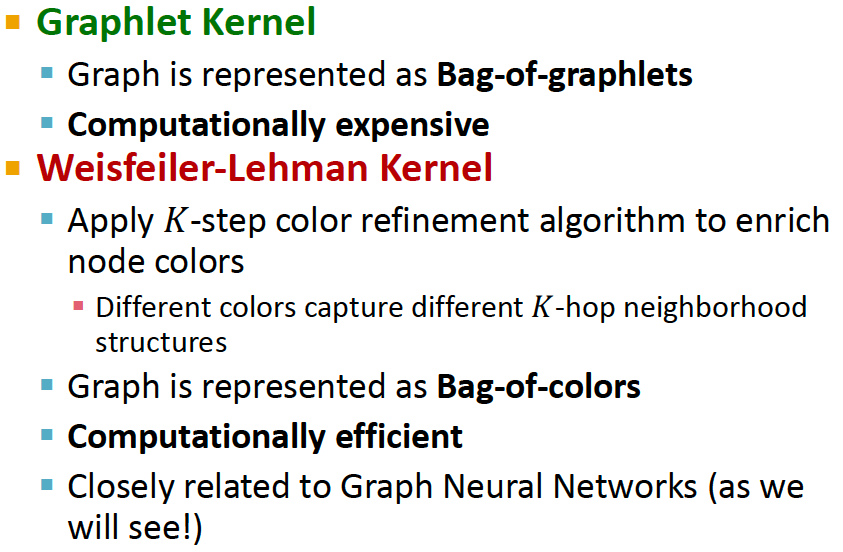 Graphlet Kernel
Graph is represented as Bag-of-graphlets
Computationally expensive
Weisfeiler-Lehman Kernel
Apply K-step color refinement algorithm to enrich
node colors
Different colors capture different K-hop neighborhood
structures
Graph is represented as Bag-of-colors
Computationally efficient
Closely related to Graph Neural Networks (as we
will see!)